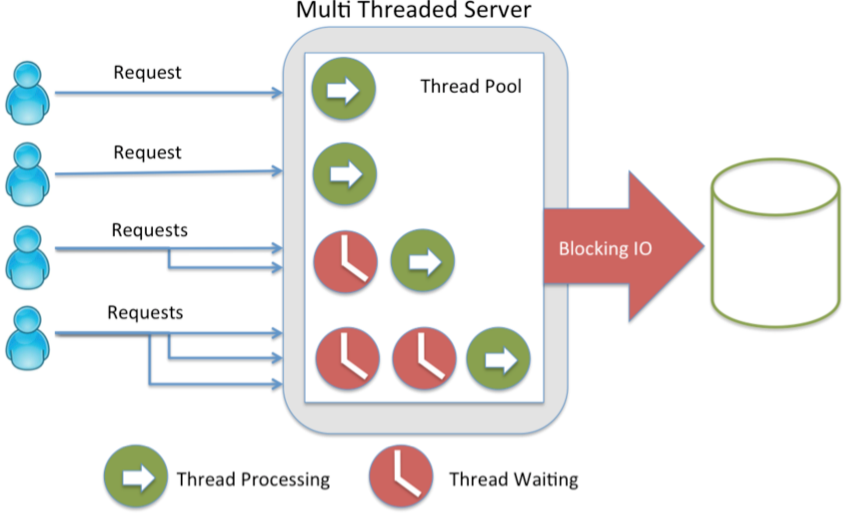 Multi Threaded Server
Request
Thread Pool
Request
Requests
Blocking IO
Requests
Thread Processing
Thread Waiting